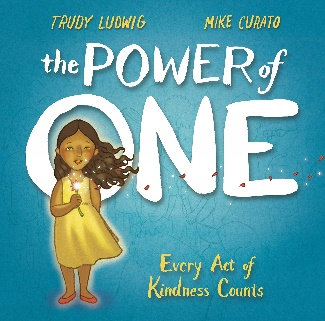 TRUDY LUDWIG MIKE CURATO
the POWER of
ONE
Every Act of
Kindness Counts